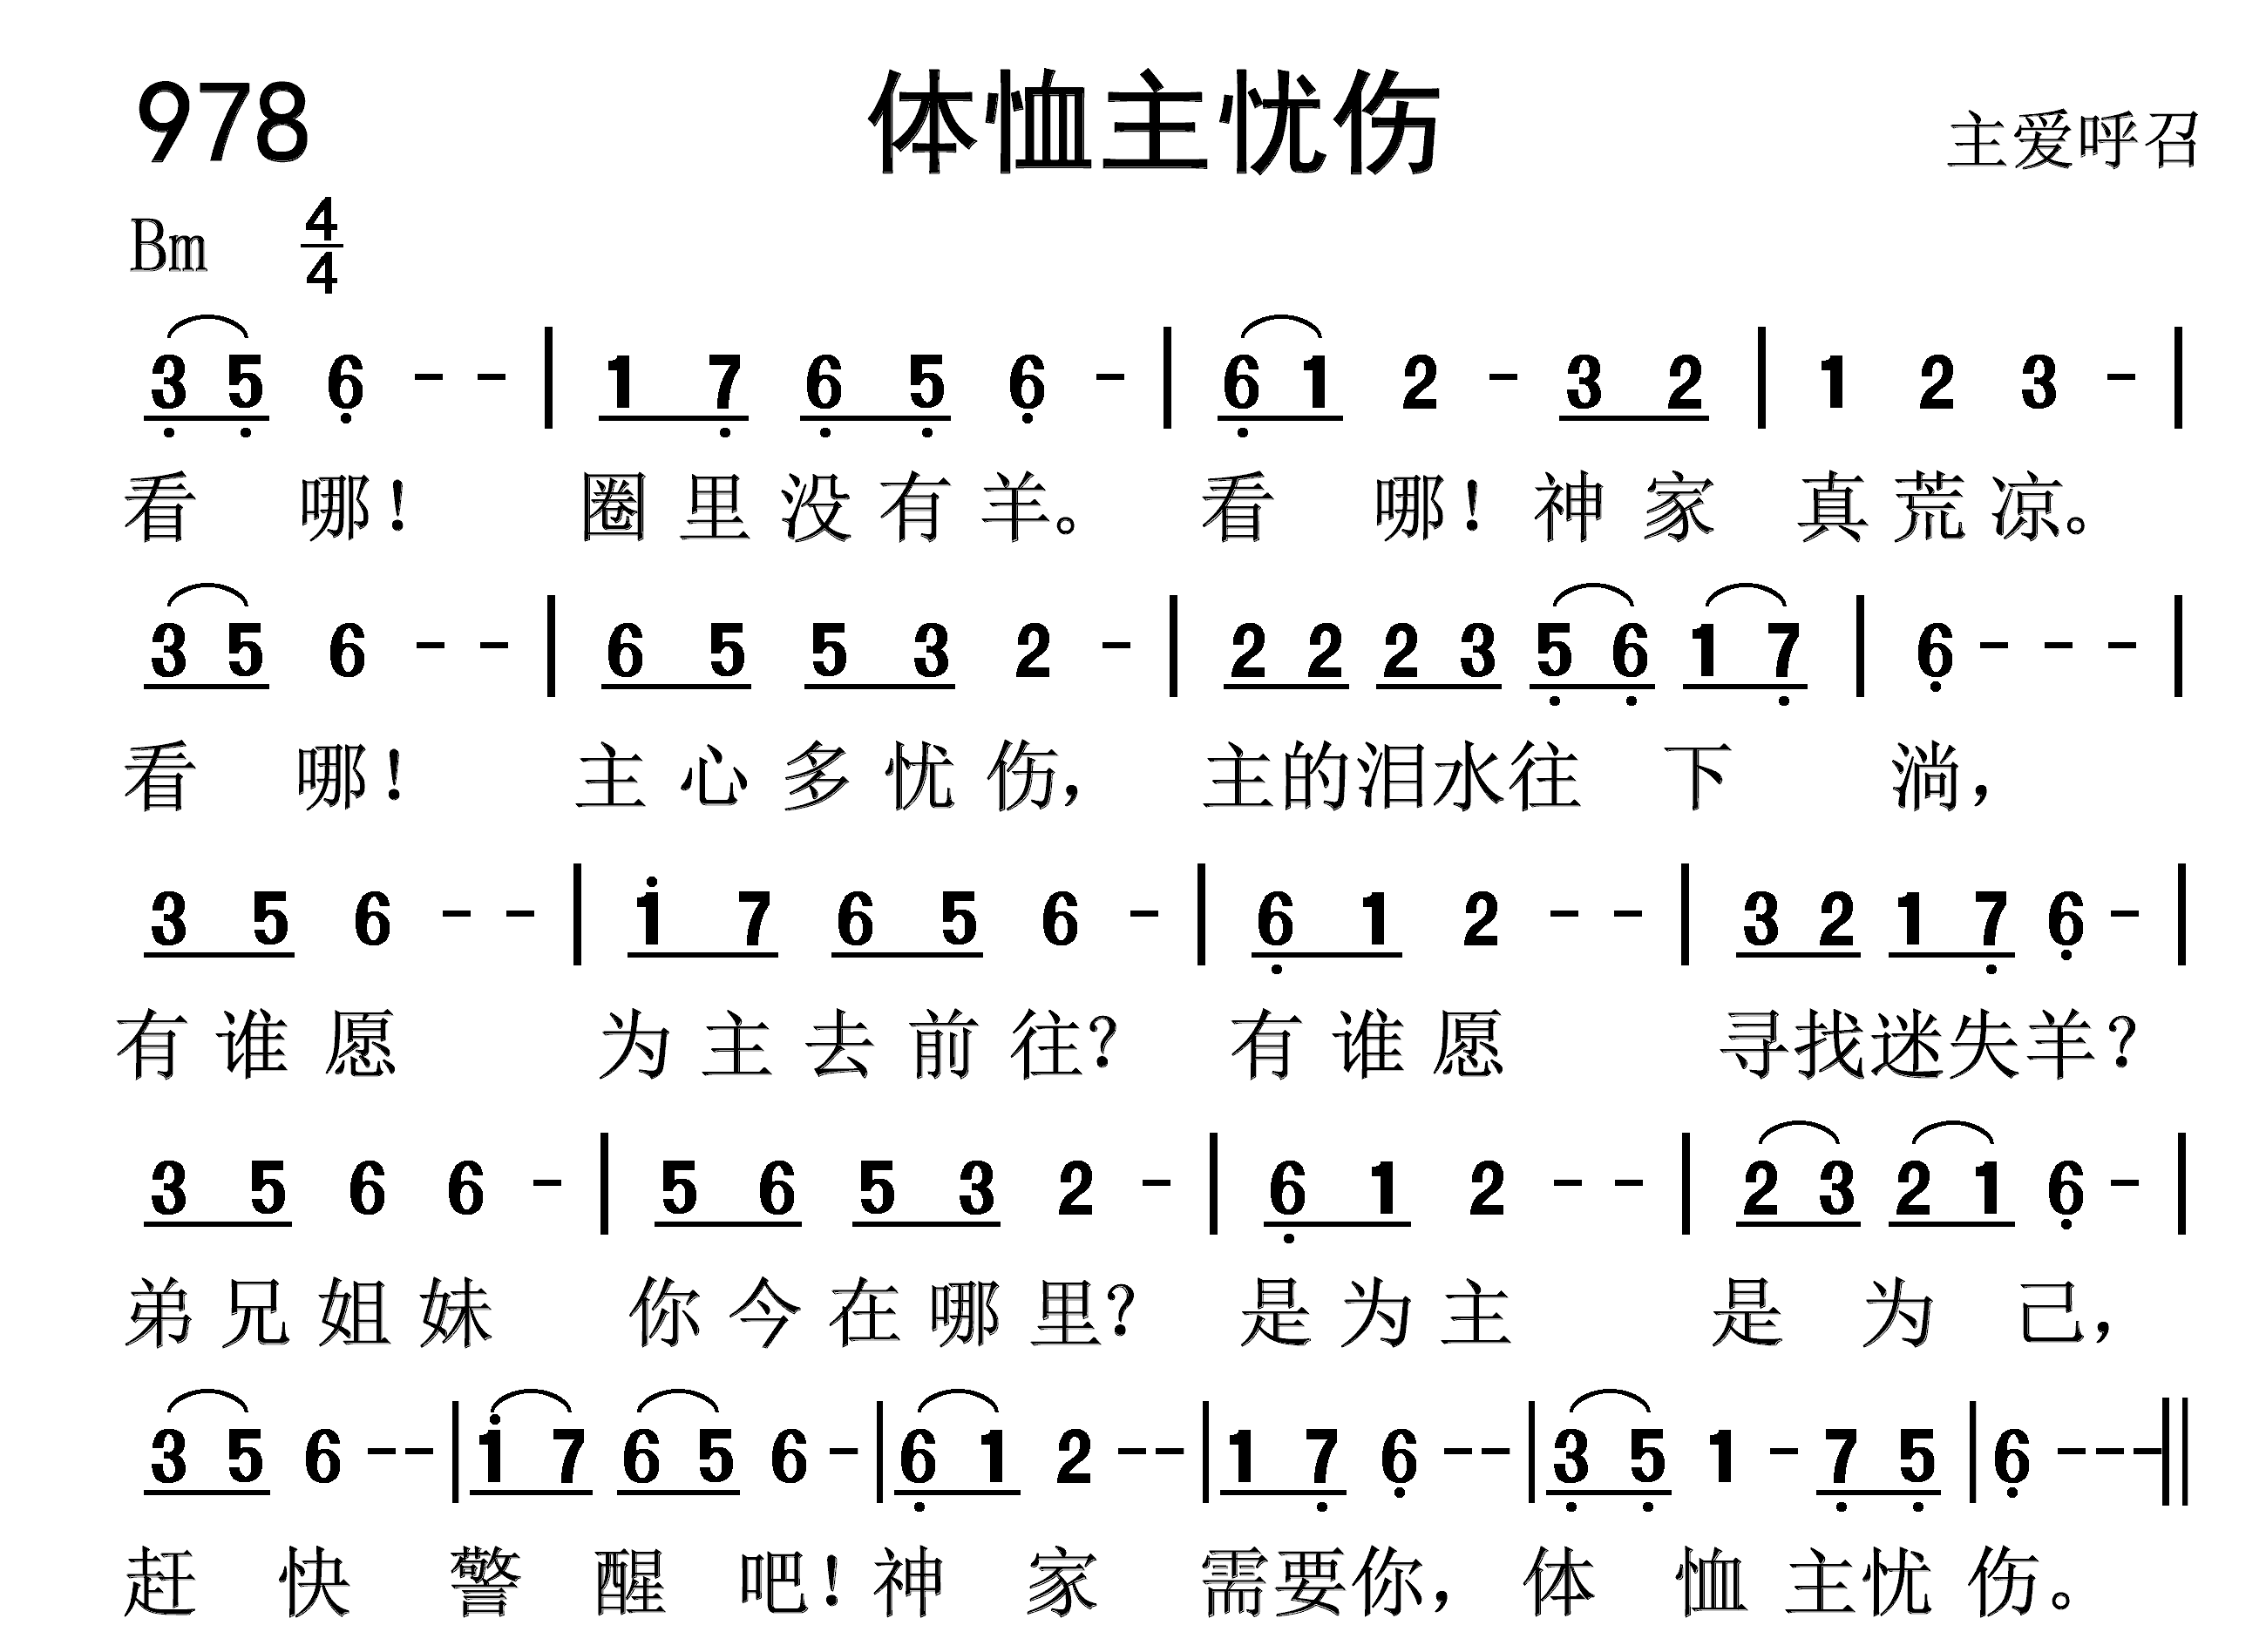 978 体恤主忧伤 主爱呼召
Bm 4/4
3 5 6 - - | 1 7 6 5 6 - | 6 1 2 - 3 2 | 1 2 3 - |
看 哪! 圈 里 没 有 羊。 看 哪! 神 家 真 荒 凉。
3 5 6 - - | 6 5 5 3 2 - | 2 2 2 3 5 6 1 7 | 6 - - - |
看 哪! 主 心 多 忧 伤, 主的泪水往 下 淌,
3 5 6 - - | 1 7 6 5 6 - | 6 1 2 - - | 3 2 1 7 6 - |
有 谁 愿 为 主 去 前 往? 有 谁 愿 寻找迷失羊?
3 5 6 6 - | 5 6 5 3 2 - | 6 1 2 - - | 2 3 2 1 6 - |
弟 兄 姐 妹 你 今 在 哪 里? 是 为 主 是 为 己,
3 5 6 - - | 1 7 6 5 6 - | 6 1 2 - - | 1 7 6 - - | 3 5 1 - 7 5 | 6 - - - ||
赶 快 警 醒 吧! 神 家 需要你, 体 恤 主忧 伤。